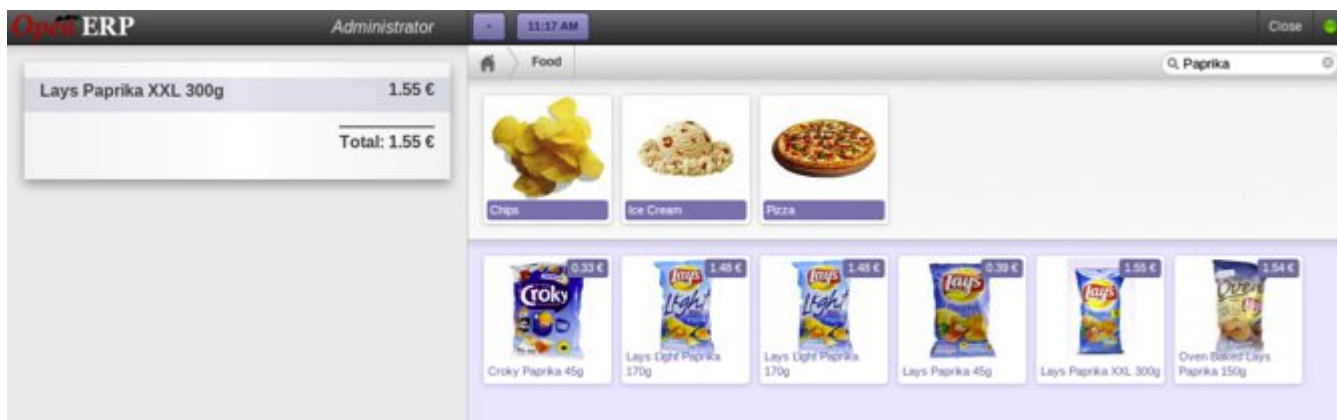 OpenERP
Administrator
-
11:17 AM
Close
Food
Paprika
Lays Paprika XXL 300g 1.55 €
Total: 1.55 €
Chips
Ice Cream
Pizza
0.33 €
Croky
Croky Paprika 45g
1.48 €
Lays
Light
Lays Light Paprika
170g
1.48 €
Lays
Light
Lays Light Paprika
170g
0.39 €
Lays
Lays Paprika 45g
1.55 €
Lays
Lays Paprika XXL 300g
1.54 €
Oven
Oven Baked Lays
Paprika 150g